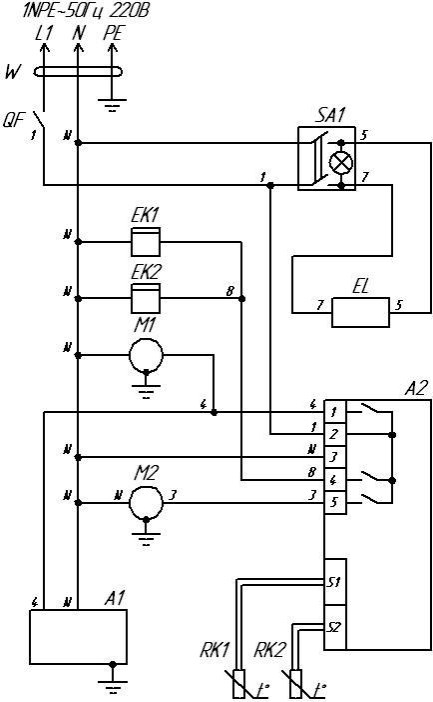 1NPE~50Гц 220В
L1 N PE
W
QF 1 N
SA1
5
1 7
N EK1
N EK2 8
EL
7 5
N M1
A2
4 4 1
1 2
N N 3
8 4
N N M2 3 3 5
S1
4 N A1
S2
RK1 t° RK2 t°